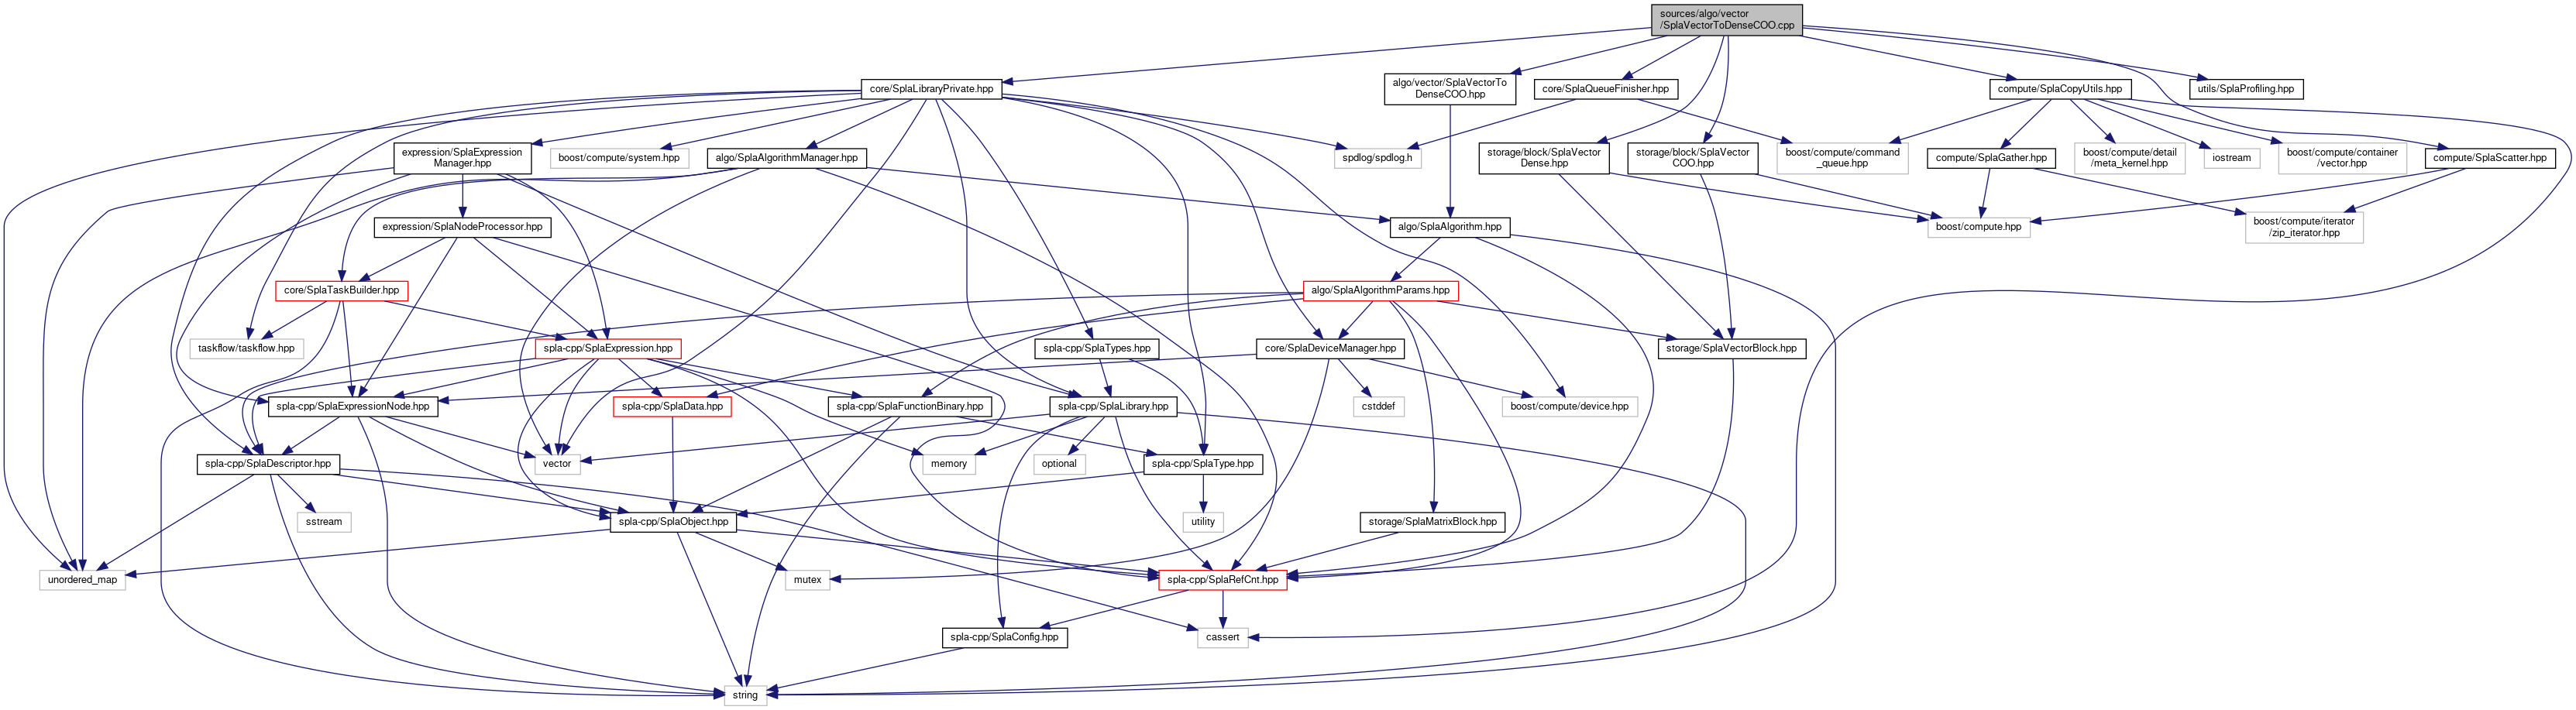 sources/algo/vector
/SplaVectorToDenseCOO.cpp
core/SplaLibraryPrivate.hpp
algo/vector/SplaVectorTo
DenseCOO.hpp
core/SplaQueueFinisher.hpp
compute/SplaCopyUtils.hpp
utils/SplaProfiling.hpp
expression/SplaExpression
Manager.hpp
boost/compute/system.hpp
algo/SplaAlgorithmManager.hpp
spdlog/spdlog.h
storage/block/SplaVector
Dense.hpp
storage/block/SplaVector
COO.hpp
boost/compute/command
_queue.hpp
compute/SplaGather.hpp
boost/compute/detail
/meta_kernel.hpp
iostream
boost/compute/container
/vector.hpp
compute/SplaScatter.hpp
expression/SplaNodeProcessor.hpp
algo/SplaAlgorithm.hpp
boost/compute.hpp
boost/compute/iterator
/zip_iterator.hpp
core/SplaTaskBuilder.hpp
algo/SplaAlgorithmParams.hpp
taskflow/taskflow.hpp
spla-cpp/SplaExpression.hpp
spla-cpp/SplaTypes.hpp
core/SplaDeviceManager.hpp
storage/SplaVectorBlock.hpp
spla-cpp/SplaExpressionNode.hpp
spla-cpp/SplaData.hpp
spla-cpp/SplaFunctionBinary.hpp
spla-cpp/SplaLibrary.hpp
cstddef
boost/compute/device.hpp
spla-cpp/SplaDescriptor.hpp
vector
memory
optional
spla-cpp/SplaType.hpp
sstream
spla-cpp/SplaObject.hpp
utility
storage/SplaMatrixBlock.hpp
unordered_map
mutex
spla-cpp/SplaRefCnt.hpp
spla-cpp/SplaConfig.hpp
cassert
string